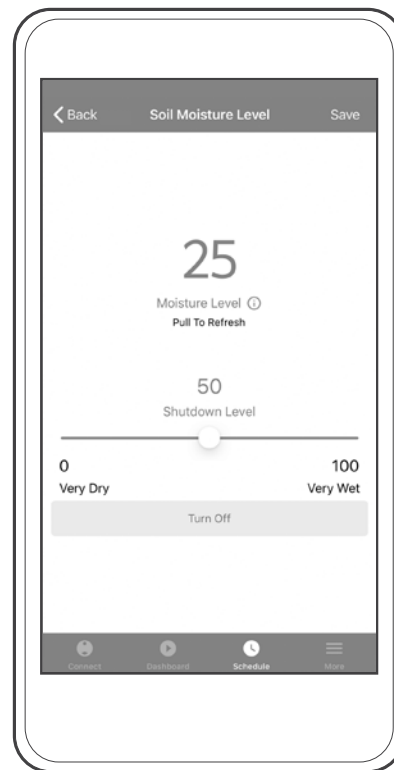 Back Soil Moisture Level Save
25
Moisture Level
Pull To Refresh
50
Shutdown Level
0 100
Very Dry Very Wet
Turn Off
Connect Dashboard Schedule More